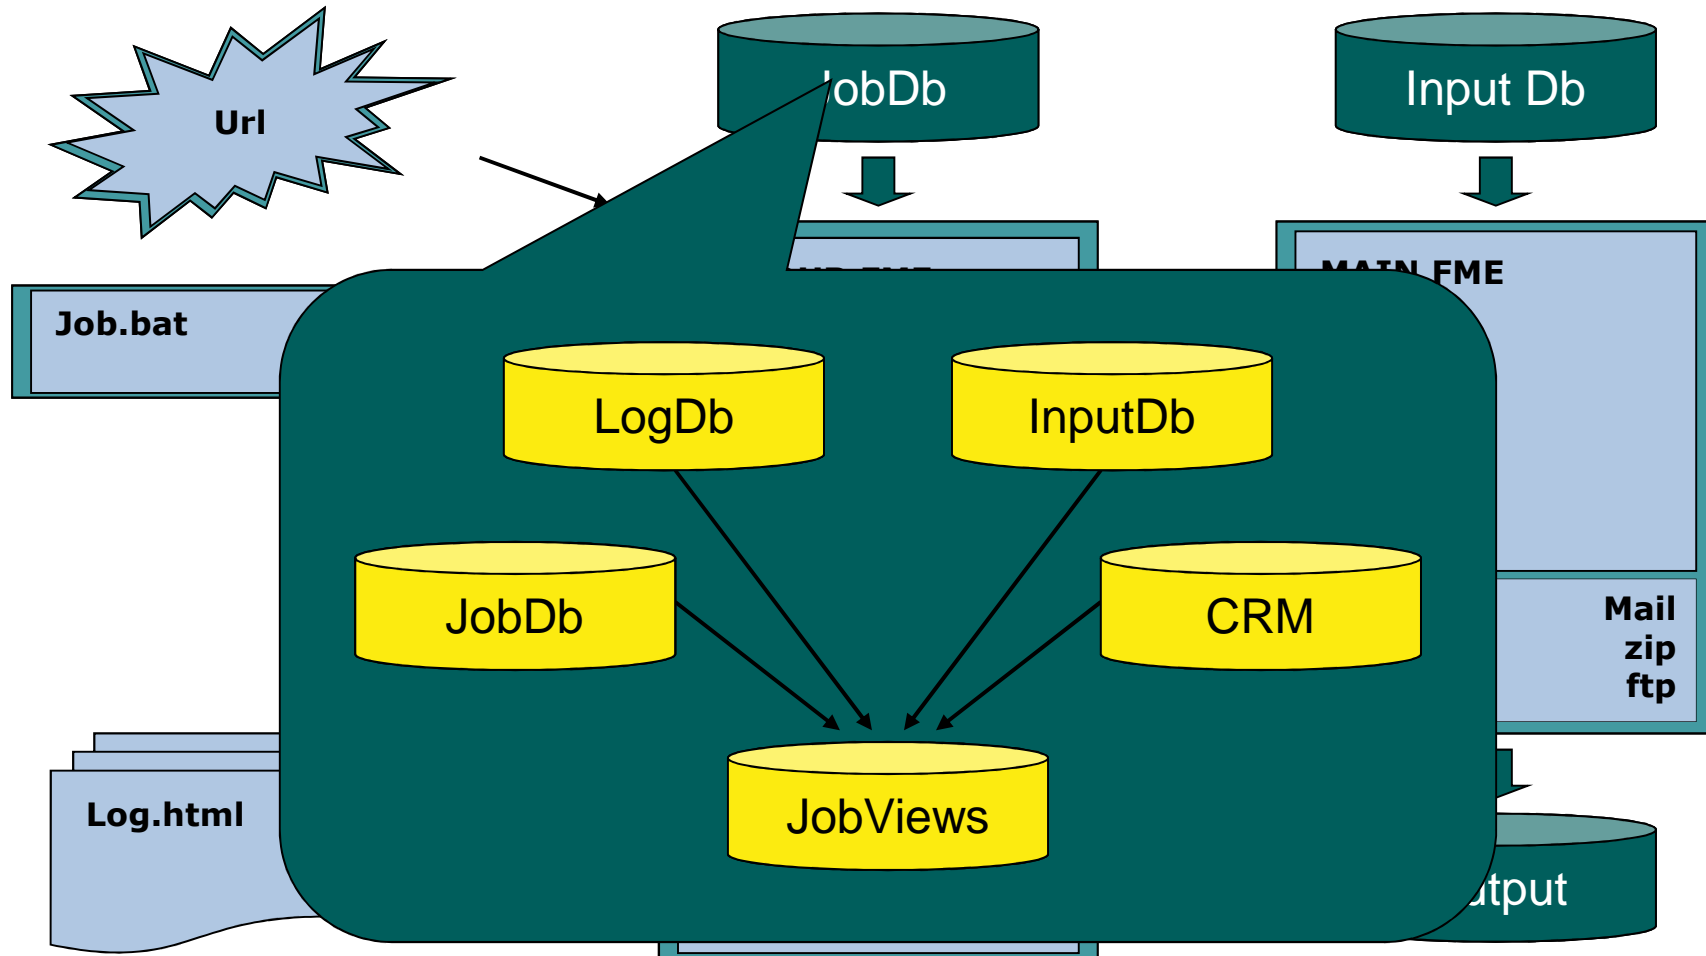 JobDb
Input Db
Url
MAIN FME
Job.bat
LogDb
InputDb
JobDb
CRM
Mail
zip
ftp
JobViews
Log.html